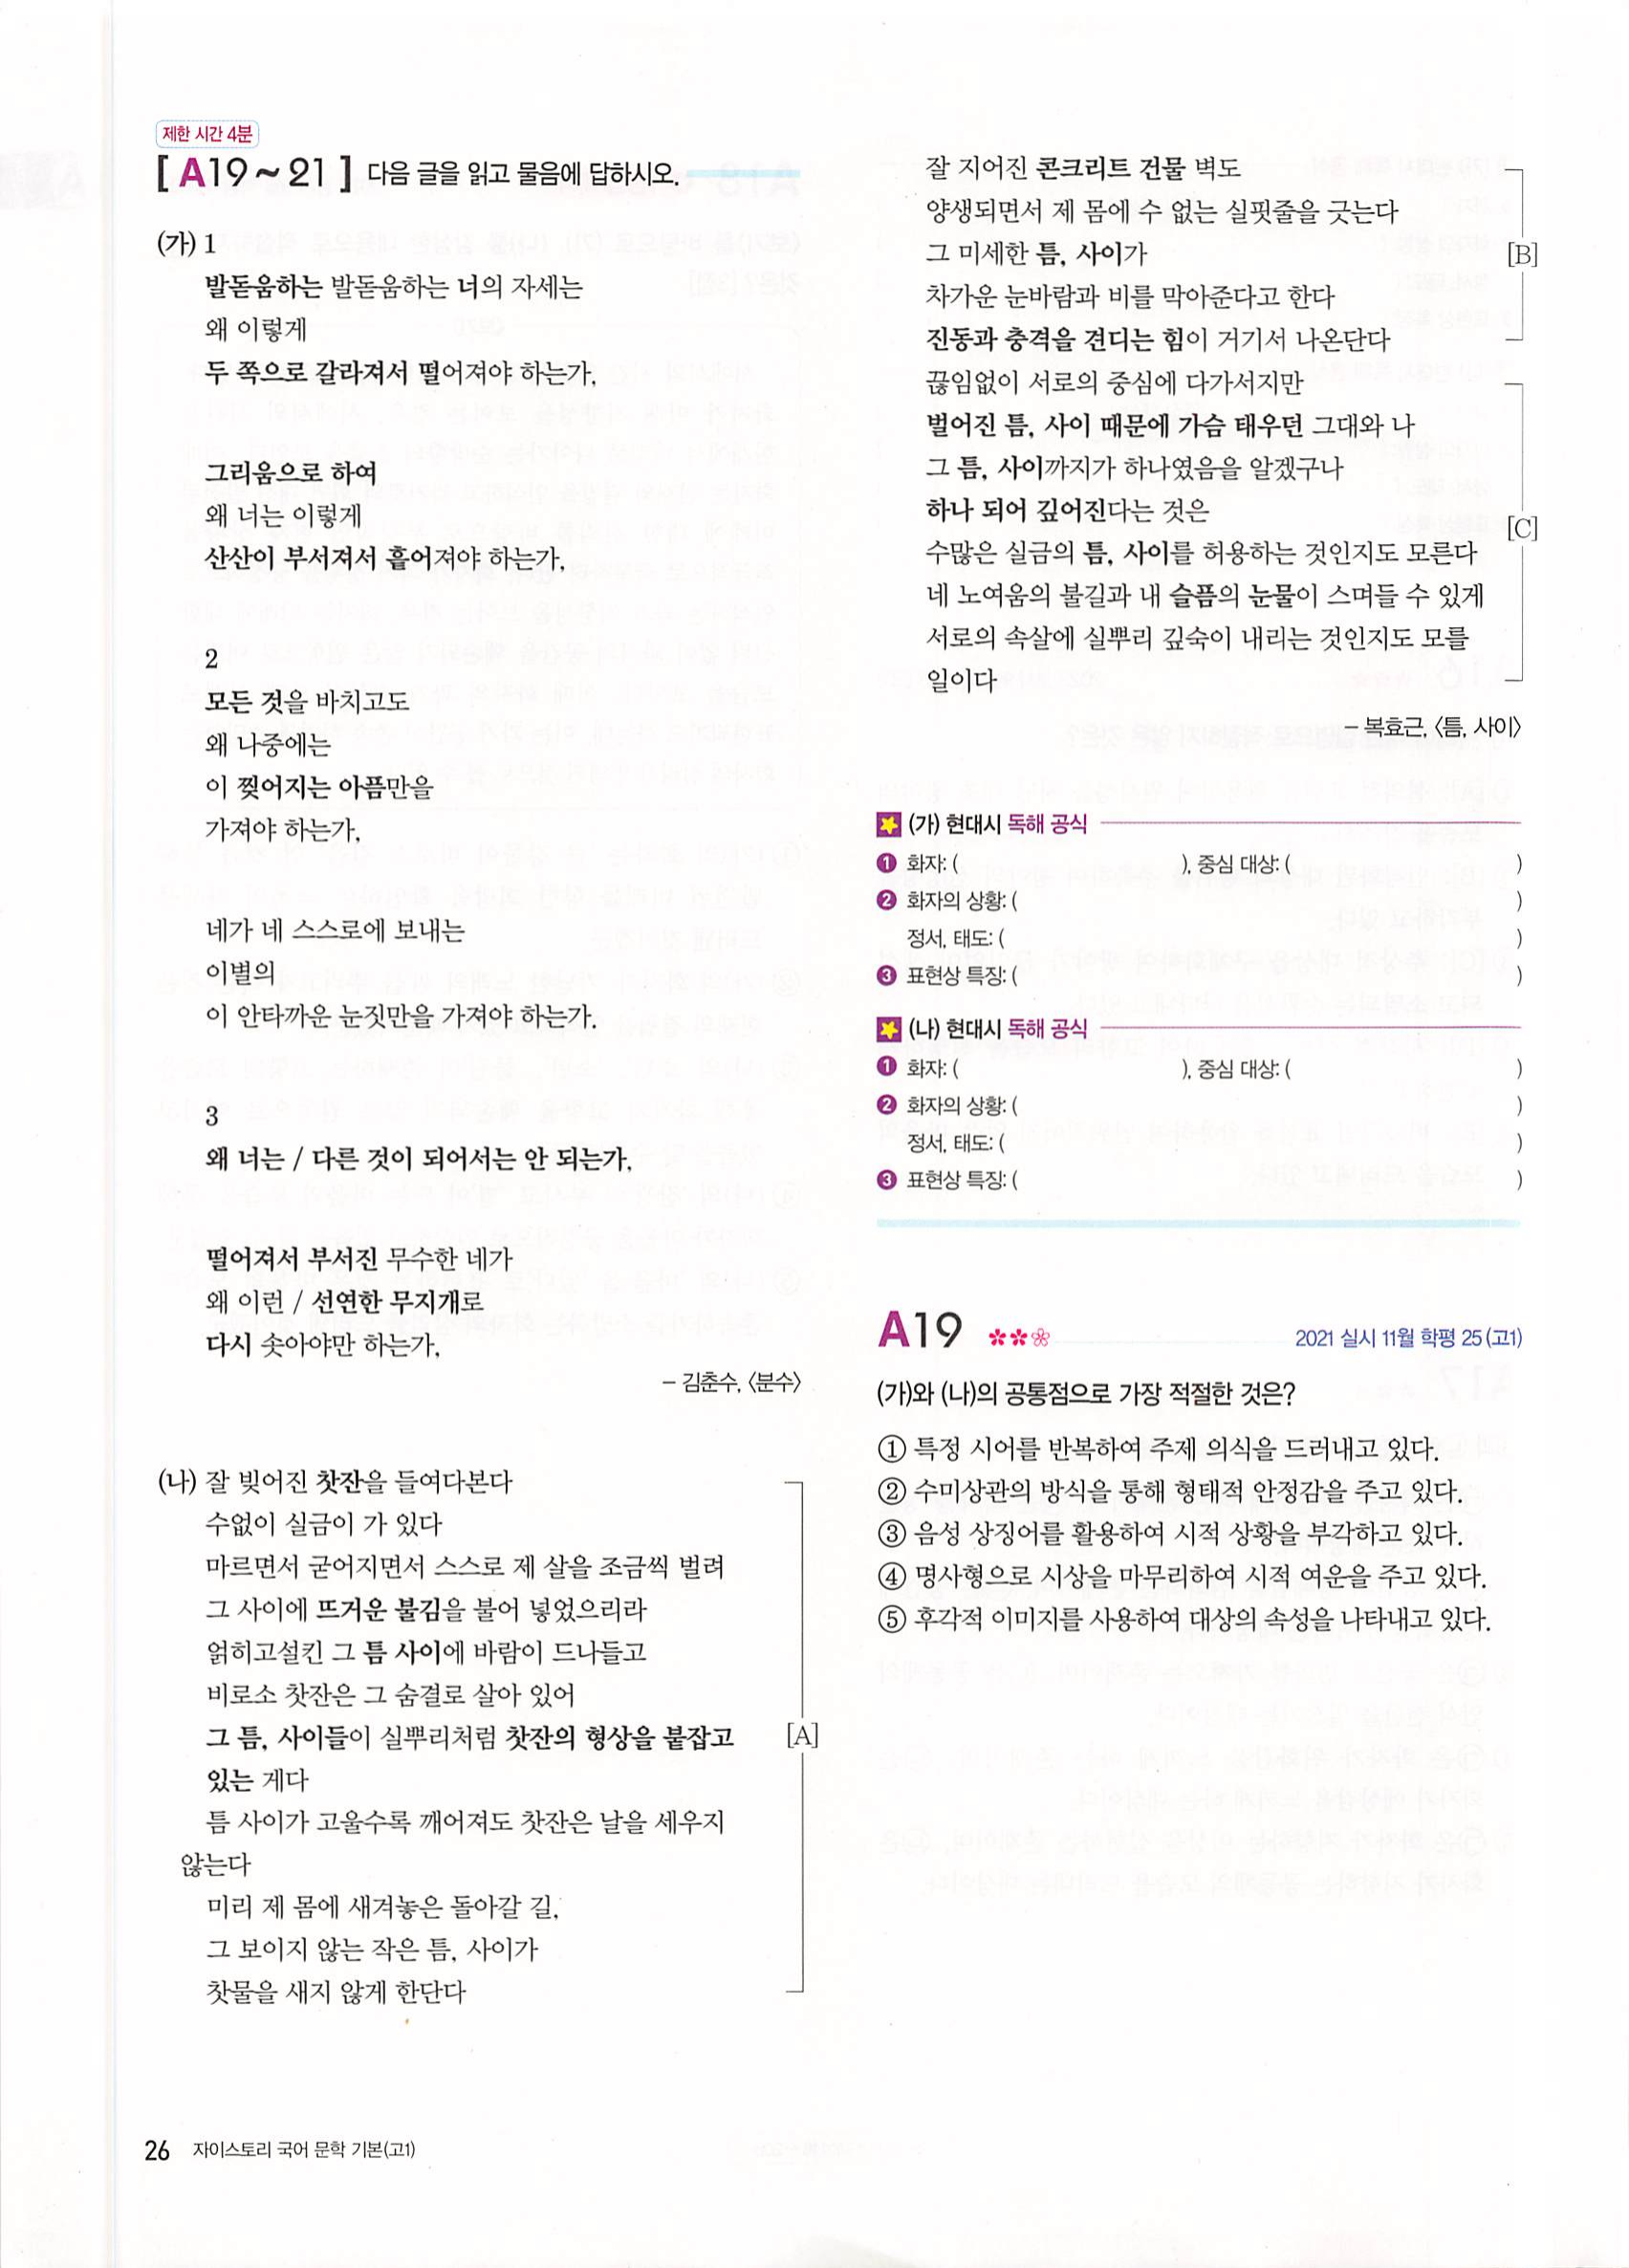 제한 시간 4분
[ A19 ~ 21 ] 다음 글을 읽고 물음에 답하시오.
(가) 1
발돋움하는 발돋움하는 너의 자세는
왜 이렇게
두 쪽으로 갈라져서 떨어져야 하는가,
그리움으로 하여
왜 너는 이렇게
산산이 부서져서 흩어져야 하는가,
2
모든 것을 바치고도
왜 나중에는
이 찢어지는 아픔만을
가져야 하는가,
네가 네 스스로에 보내는
이별의
이 안타까운 눈짓만을 가져야 하는가.
3
왜 너는 / 다른 것이 되어서는 안 되는가,
떨어져서 부서진 무수한 네가
왜 이런 / 선연한 무지개로
다시 솟아야만 하는가,
– 김춘수, 〈분수〉
(나) 잘 빚어진 찻잔을 들여다본다
수없이 실금이 가 있다
마르면서 굳어지면서 스스로 제 살을 조금씩 벌려
그 사이에 뜨거운 불김을 불어 넣었으리라
얽히고설킨 그 틈 사이에 바람이 드나들고
비로소 찻잔은 그 숨결로 살아 있어
그 틈, 사이들이 실뿌리처럼 찻잔의 형상을 붙잡고
있는 게다
틈 사이가 고울수록 깨어져도 찻잔은 날을 세우지
않는다
미리 제 몸에 새겨놓은 돌아갈 길,
그 보이지 않는 작은 틈, 사이가
찻물을 새지 않게 한단다
[A]
잘 지어진 콘크리트 건물 벽도
양생되면서 제 몸에 수 없는 실핏줄을 긋는다
그 미세한 틈, 사이가
차가운 눈바람과 비를 막아준다고 한다
진동과 충격을 견디는 힘이 거기서 나온단다
[B]
끊임없이 서로의 중심에 다가서지만
벌어진 틈, 사이 때문에 가슴 태우던 그대와 나
그 틈, 사이까지가 하나였음을 알겠구나
하나 되어 깊어진다는 것은
수많은 실금의 틈, 사이를 허용하는 것인지도 모른다
네 노여움의 불길과 내 슬픔의 눈물이 스며들 수 있게
서로의 속살에 실뿌리 깊숙이 내리는 것인지도 모를
일이다
[C]
– 복효근, 〈틈, 사이〉
(가) 현대시 독해 공식
❶ 화자: ( ), 중심 대상: ( )
❷ 화자의 상황: ( )
정서, 태도: ( )
❸ 표현상 특징: ( )
(나) 현대시 독해 공식
❶ 화자: ( ), 중심 대상: ( )
❷ 화자의 상황: ( )
정서, 태도: ( )
❸ 표현상 특징: ( )
A19 2021 실시 11월 학평 25 (고1)
(가)와 (나)의 공통점으로 가장 적절한 것은?
① 특정 시어를 반복하여 주제 의식을 드러내고 있다.
② 수미상관의 방식을 통해 형태적 안정감을 주고 있다.
③ 음성 상징어를 활용하여 시적 상황을 부각하고 있다.
④ 명사형으로 시상을 마무리하여 시적 여운을 주고 있다.
⑤ 후각적 이미지를 사용하여 대상의 속성을 나타내고 있다.
26 자이스토리 국어 문학 기본(고1)